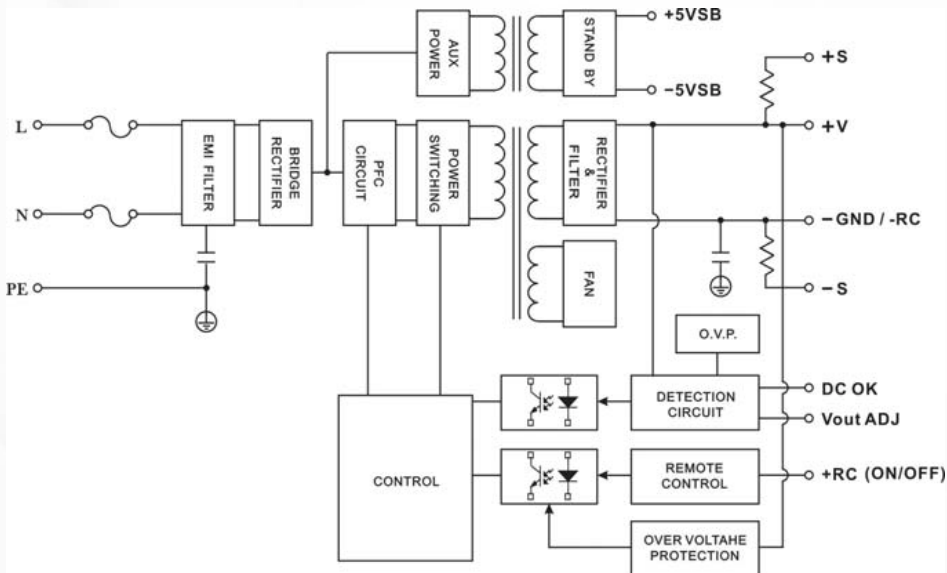 AUX
POWER
STAND BY
+5VSB
-5VSB
+S
L
EMI FILTER
BRIDGE
RECTIFIER
PFC
CIRCUIT
POWER
SWITCHING
RECTIFIER
&
FILTER
+V
N
-GND / -RC
PE
FAN
-S
O.V.P.
DETECTION
CIRCUIT
DC OK
Vout ADJ
CONTROL
REMOTE
CONTROL
+RC (ON/OFF)
OVER VOLTAHE
PROTECTION